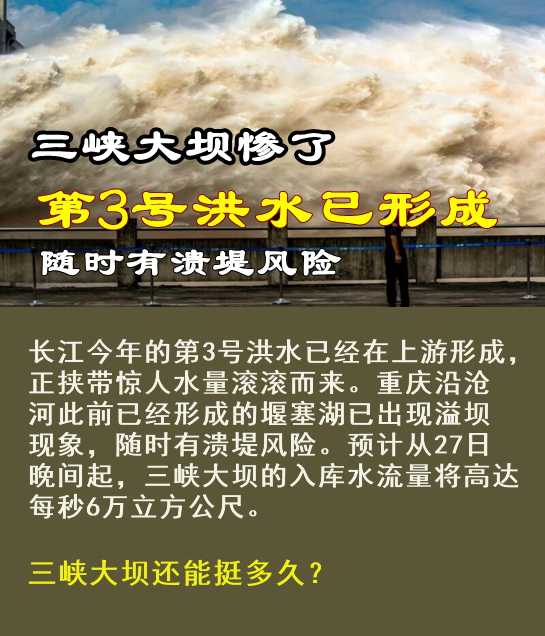 三峡大坝惨了
第3号洪水已形成
随时有溃堤风险
长江今年的第3号洪水已经在上游形成，
正挟带惊人水量滚滚而来。重庆沿沧
河此前已经形成的堰塞湖已出现溢坝
现象，随时有溃堤风险。预计从27日
晚间起，三峡大坝的入库水流量将高达
每秒6万立方公尺。
三峡大坝还能挺多久？